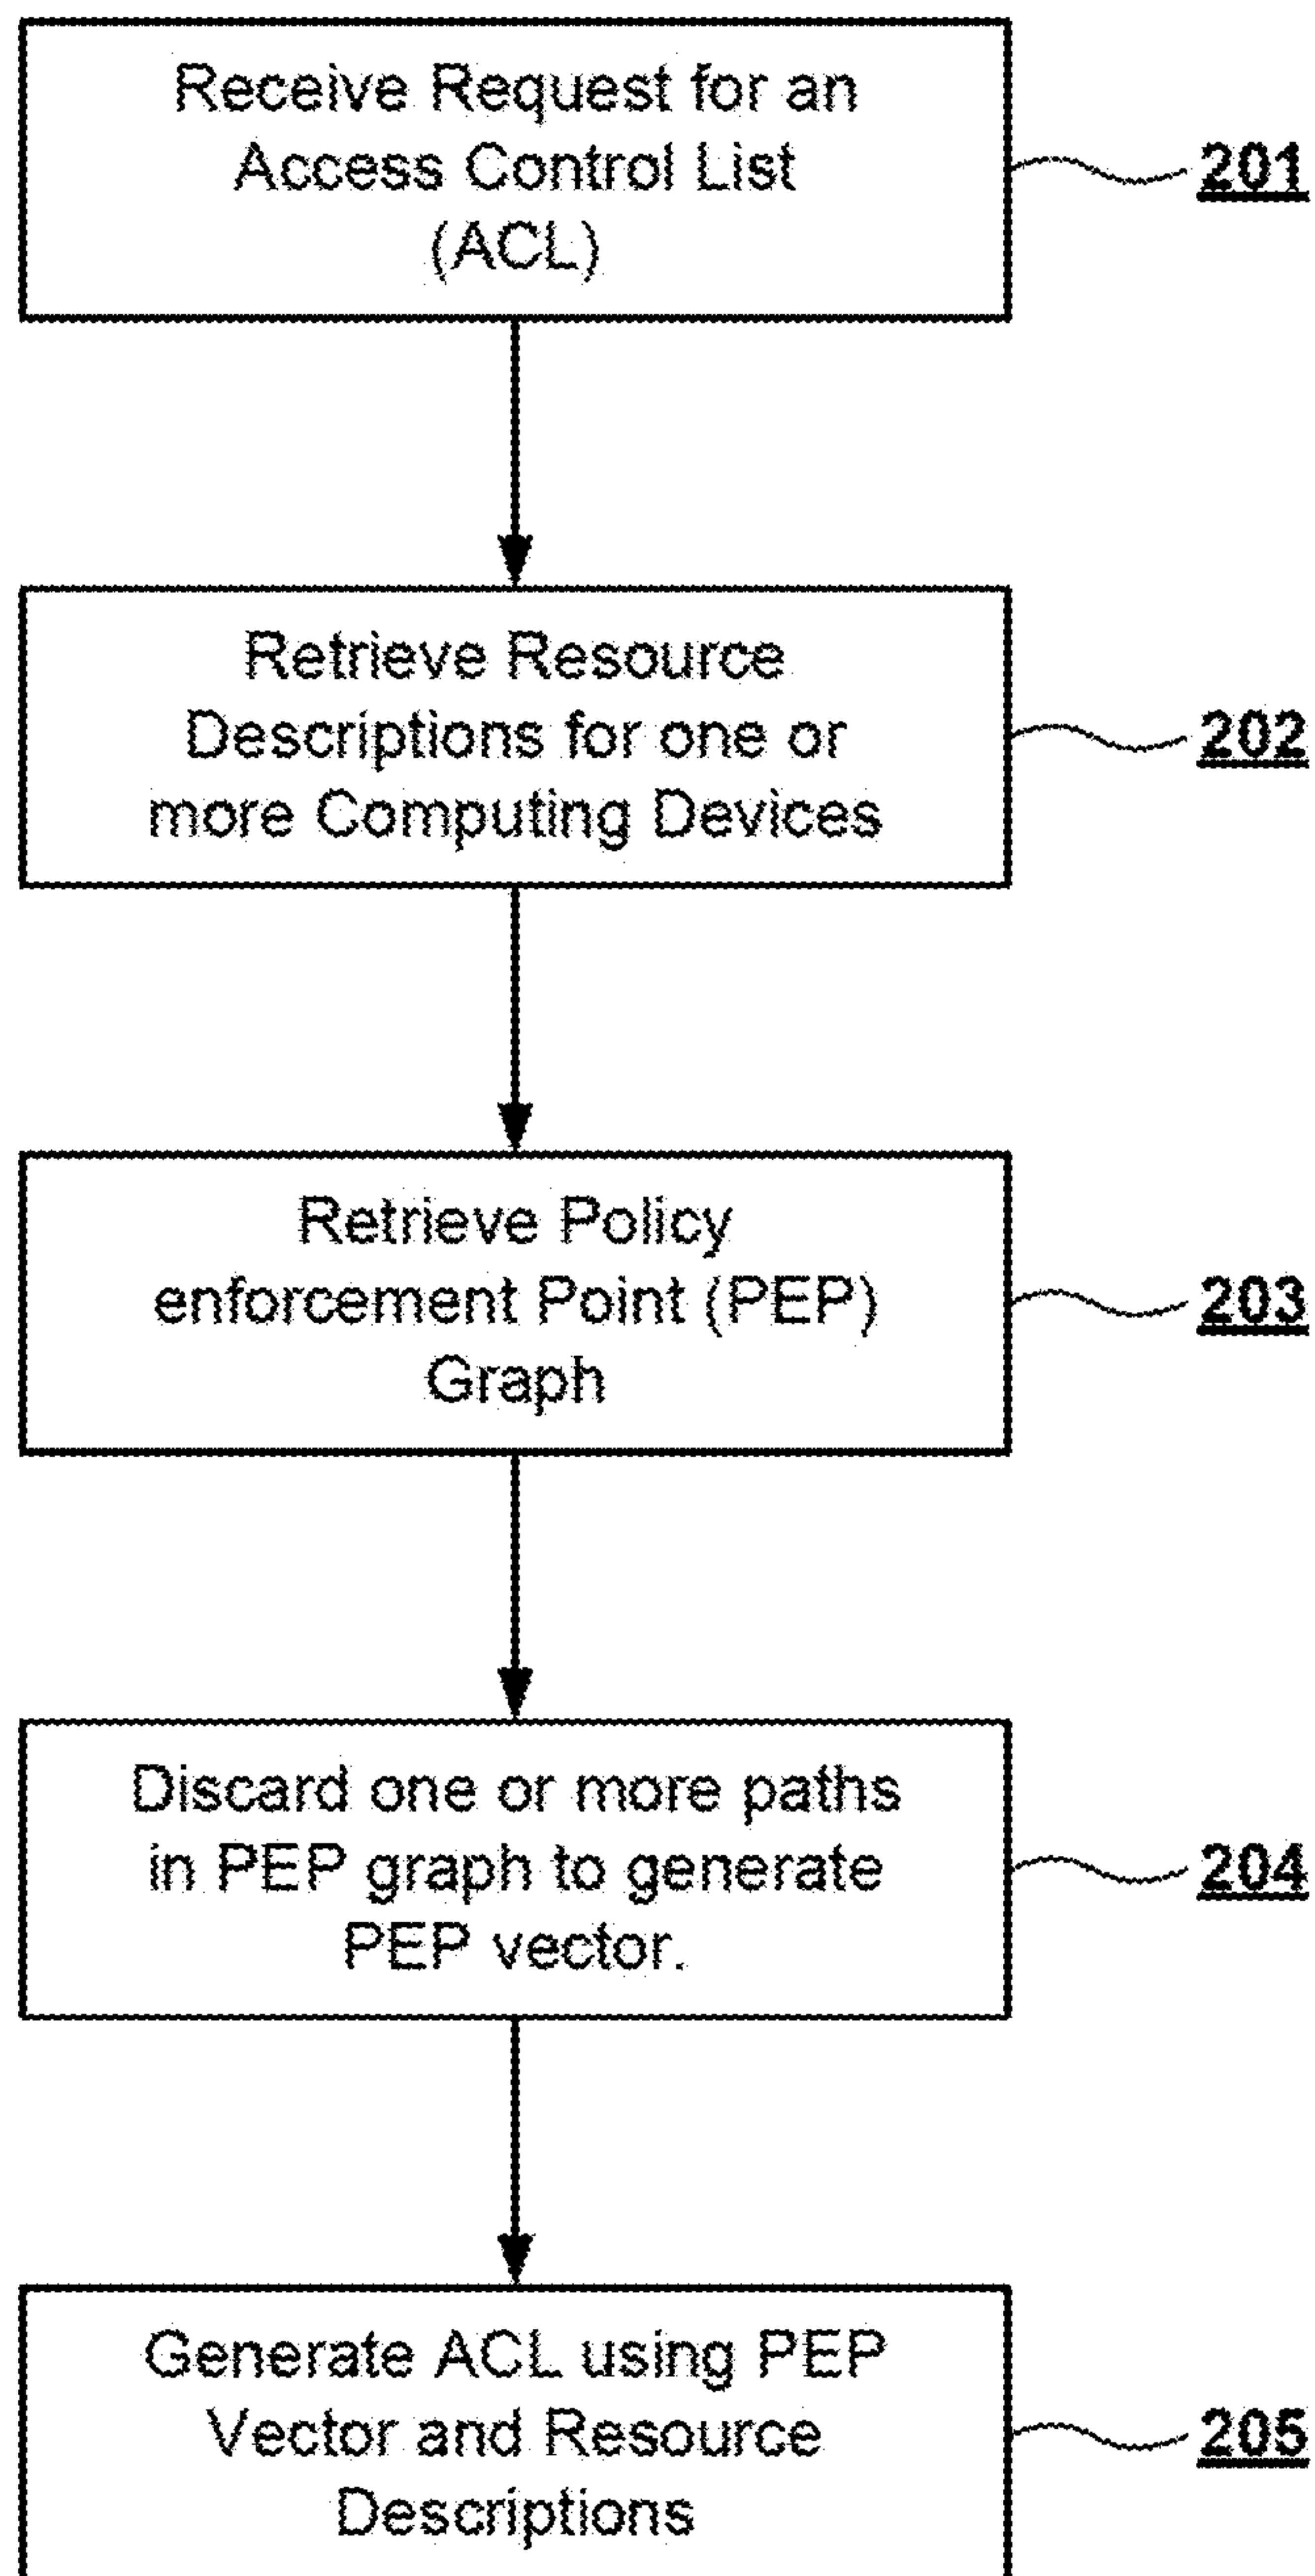 Receive Request for an
Access Control List
(ACL)
201
Retrieve Resource
Descriptions for one or
more Computing Devices
202
Retrieve Policy
enforcement Point (PEP)
Graph
203
Discard one or more paths
in PEP graph to generate
PEP vector.
204
Generate ACL using PEP
Vector and Resource
Descriptions
205